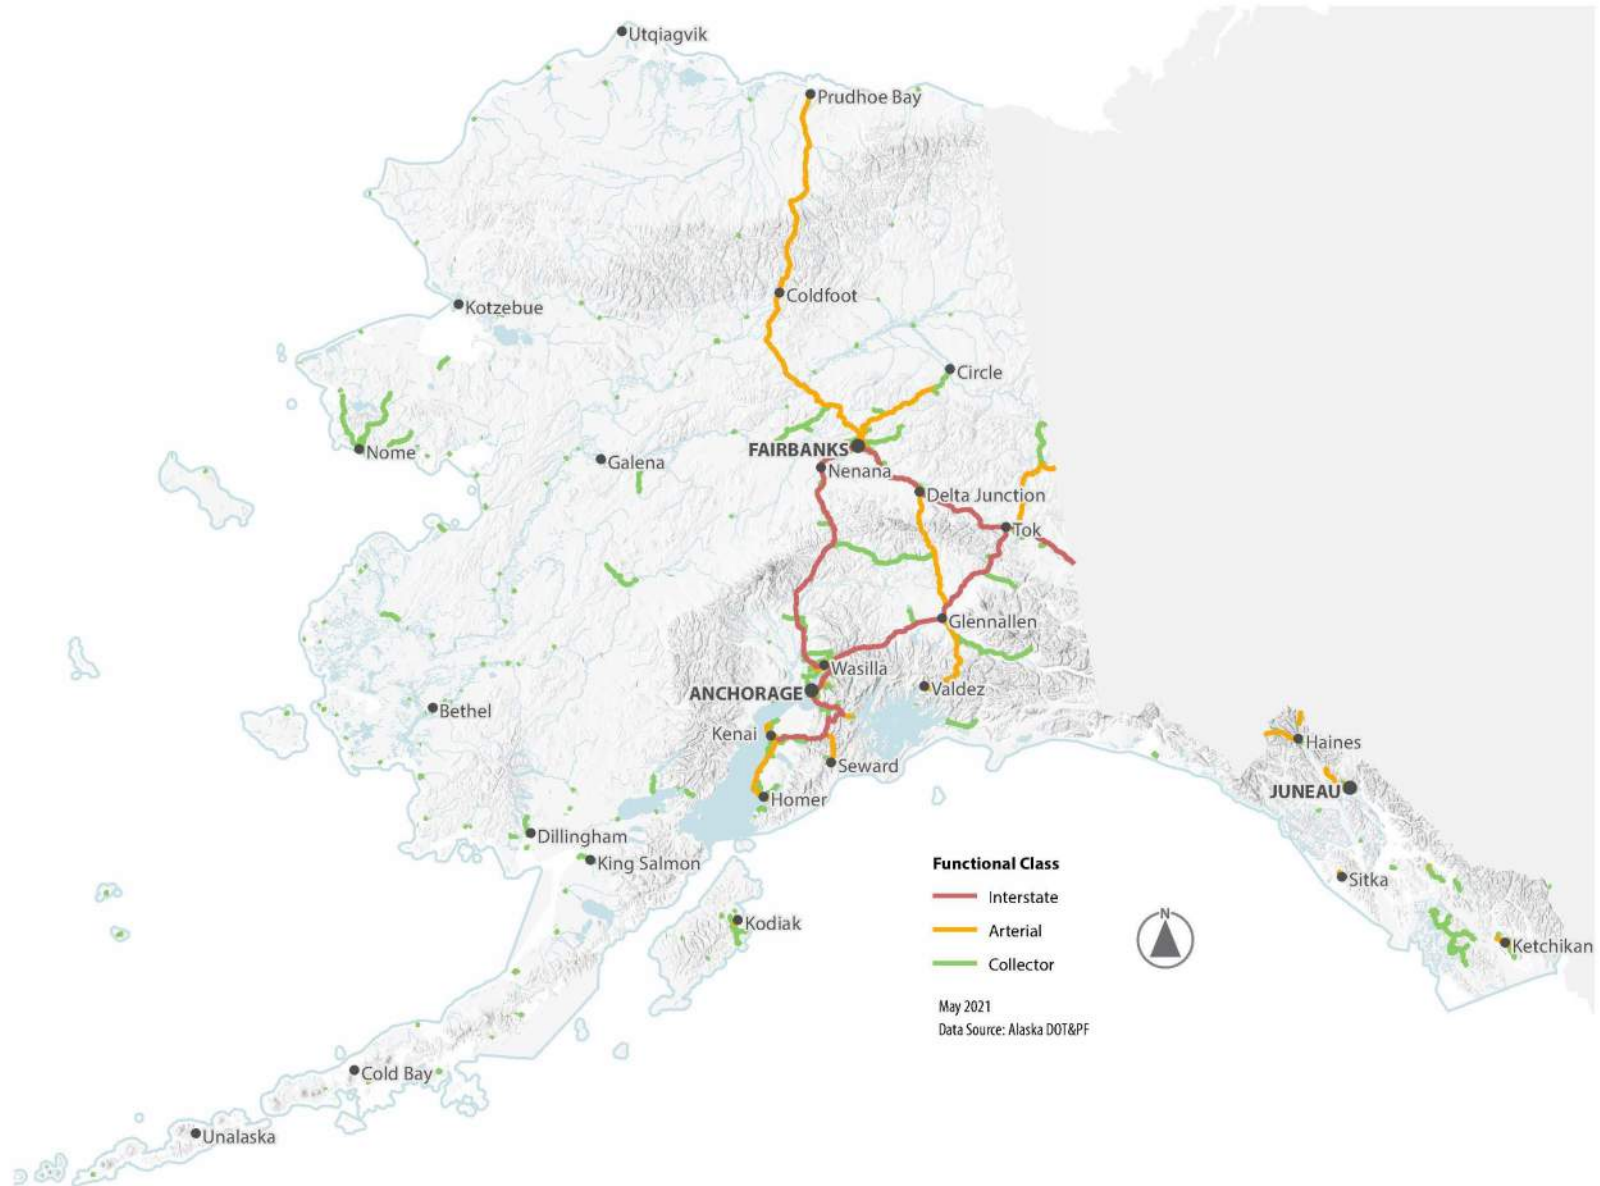 Utqiagvik
Prudhoe Bay
Coldfoot
Kotzebue
Circle
FAIRBANKS
Nome
Galena
Nenana
Delta Junction
Tok
Glennallen
Wasilla
ANCHORAGE
Valdez
Bethel
Kenai
Haines
Seward
JUNEAU
Homer
Dillingham
King Salmon
Functional Class
Sitka
Interstate
N
Kodiak
Arterial
Ketchikan
Collector
May 2021
Data Source: Alaska DOT&PF
Cold Bay
Unalaska